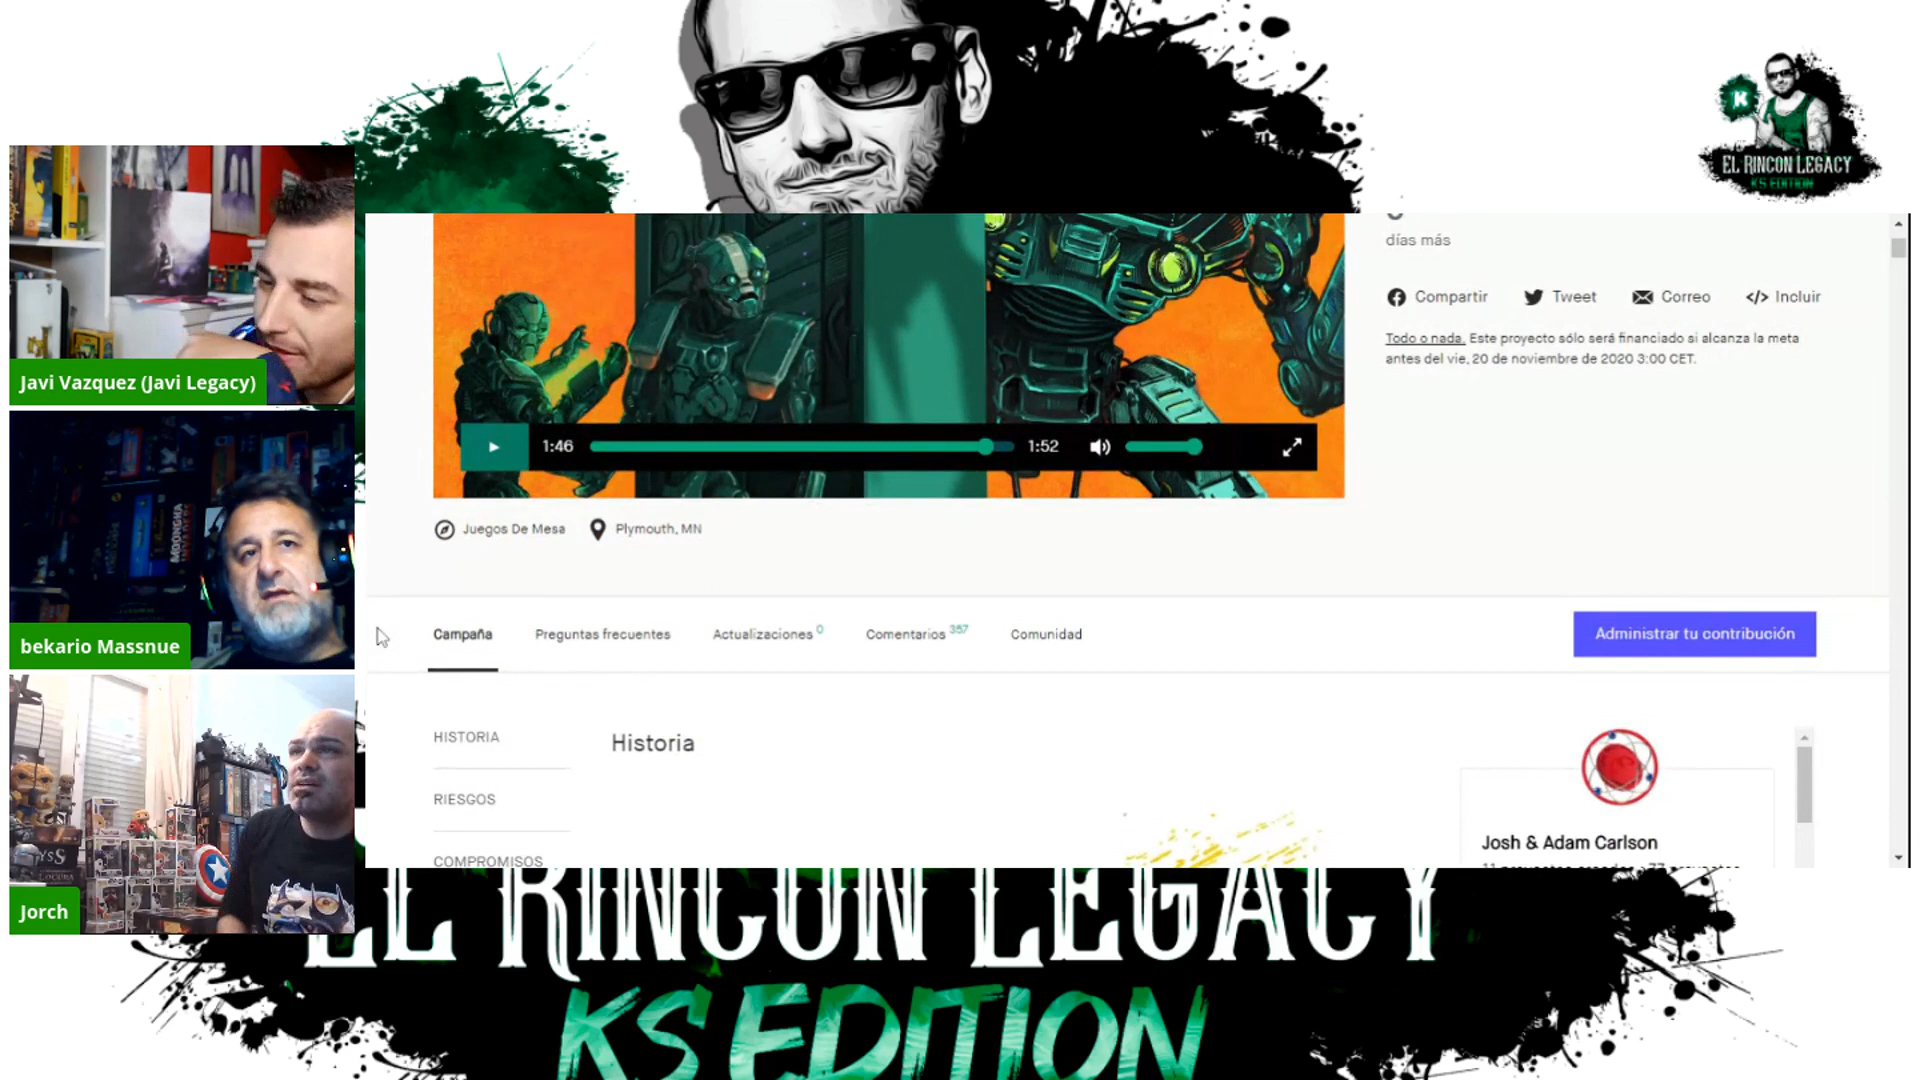 EL RINCON LEGACY
KS EDITION
K
días más
Compartir
Tweet
Correo
</> Incluir
Todo o nada. Este proyecto sólo será financiado si alcanza la meta
antes del vie, 20 de noviembre de 2020 3:00 CET.
Javi Vazquez (Javi Legacy)
1:46
1:52
Juegos De Mesa
Plymouth, MN
MOONGHA
INVADERS
bekario Massnue
Campaña
Preguntas frecuentes
Actualizaciones 0
Comentarios 357
Comunidad
Administrar tu contribución
HISTORIA
Historia
RIESGOS
COMPROMISOS
Josh & Adam Carlson
Jorch
EL RINCON LEGACY
KS EDITION